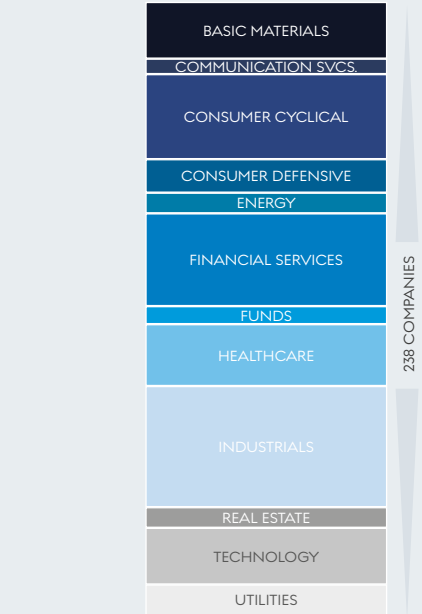 BASIC MATERIALS
COMMUNICATION SVCS.
CONSUMER CYCLICAL
CONSUMER DEFENSIVE
ENERGY
FINANCIAL SERVICES
FUNDS
HEALTHCARE
INDUSTRIALS
REAL ESTATE
TECHNOLOGY
UTILITIES
238 COMPANIES